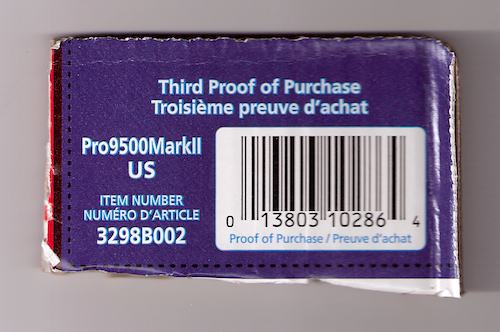 Third Proof of Purchase
Troisième preuve d'achat
Pro9500MarkII
US
ITEM NUMBER
NUMÉRO D'ARTICLE
3298B002
0 13803 10286 4
Proof of Purchase / Preuve d'achat